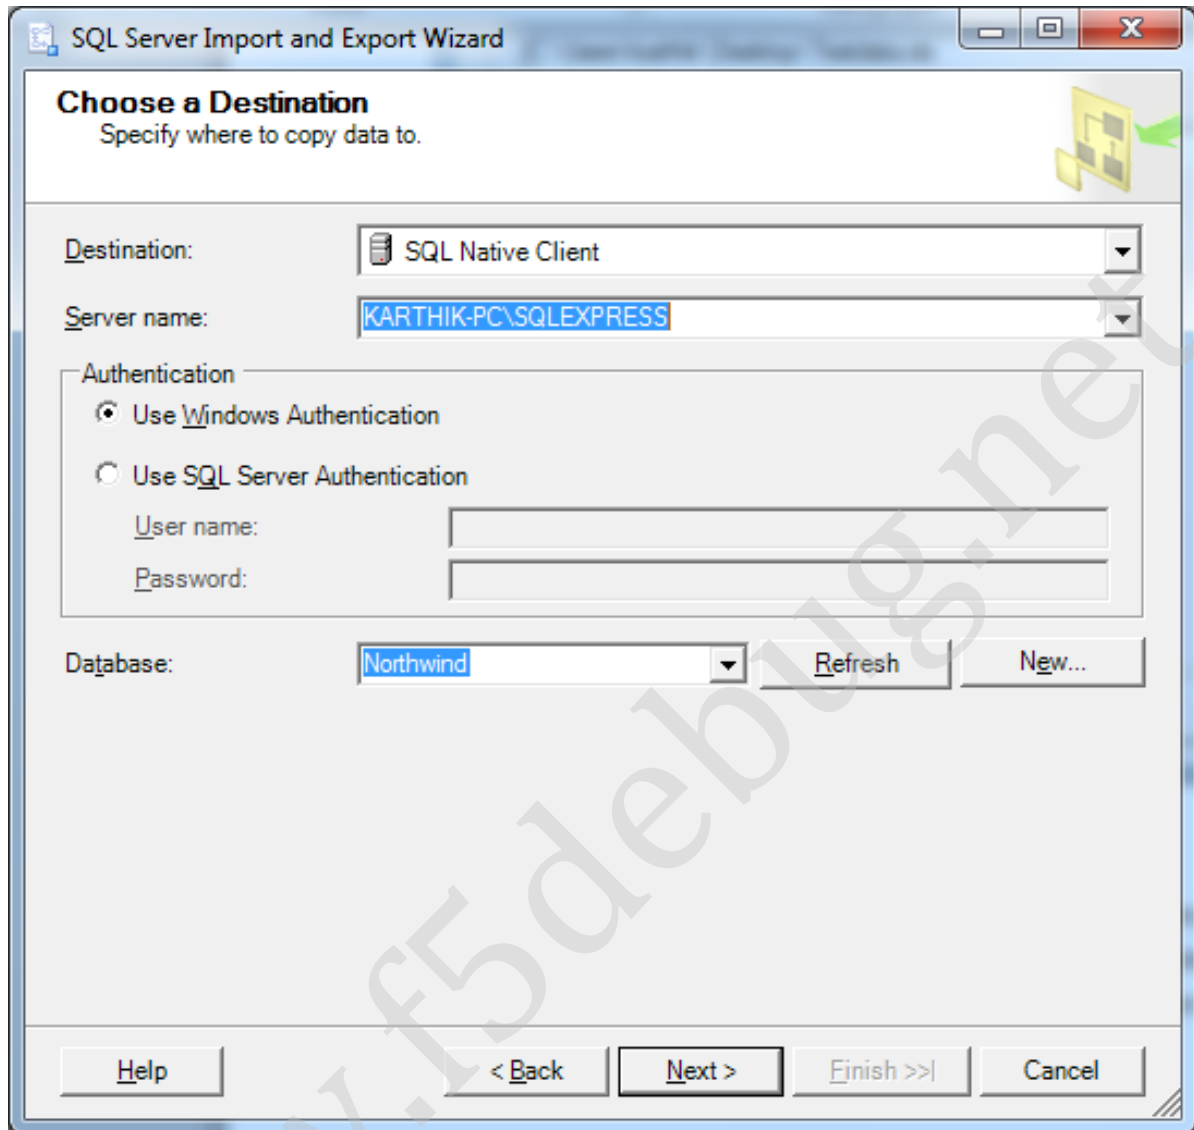 SQL Server Import and Export Wizard
Choose a Destination
Specify where to copy data to.
Destination: SQL Native Client
Server name: KARTHIK-PC\SQLEXPRESS
Authentication
Use Windows Authentication
Use SQL Server Authentication
User name:
Password:
Database: Northwind Refresh New...
Help < Back Next > Finish >>| Cancel
.f5debug.net